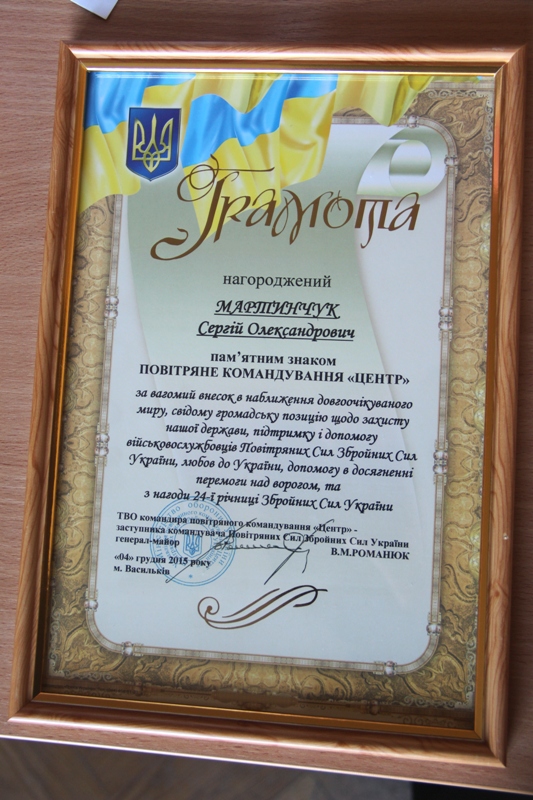 Грамота
нагороджений
МАРТИНЧУК
Сергій Олександрович
пам’ятним знаком
ПОВІТРЯНЕ КОМАНДУВАННЯ «ЦЕНТР»
за вагомий внесок в наближення довгоочікуваного
миру, свідому громадську позицію щодо захисту
нашої держави, підтримку і допомогу
військовослужбовців Повітряних Сил Збройних Сил
України, любов до України, допомогу в досягненні
перемоги над ворогом, та
з нагоди 24-ї річниці Збройних Сил України
ТВО командира повітряного командування «Центр» -
заступника командувача Повітряних Сил Збройних Сил України
генерал-майор В.М.РОМАНЮК
«04» грудня 2015 року
м. Васильків